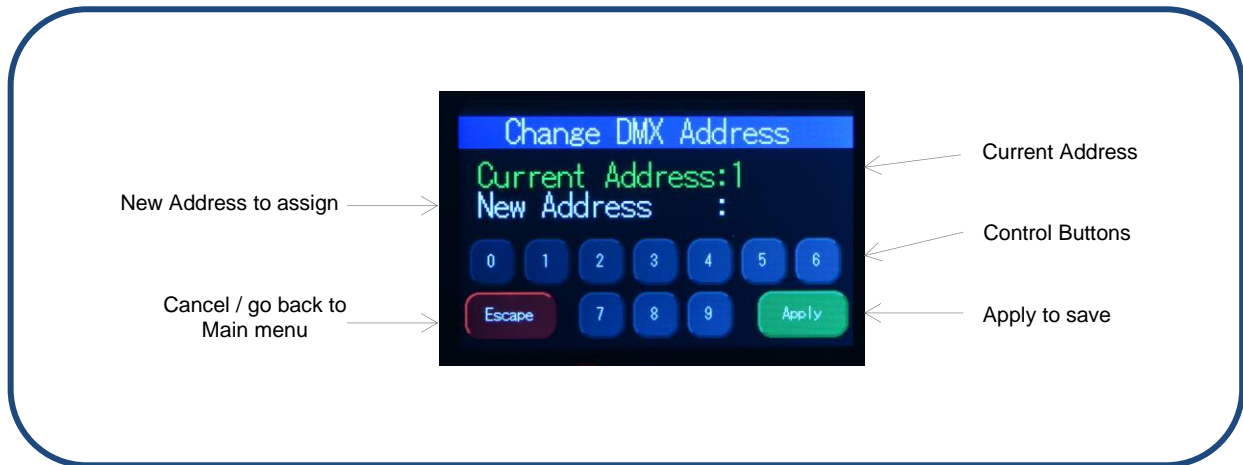 Change DMX Address
Current Address:1
New Address :
0 1 2 3 4 5 6
Escape 7 8 9 Apply
New Address to assign
Cancel / go back to
Main menu
Current Address
Control Buttons
Apply to save